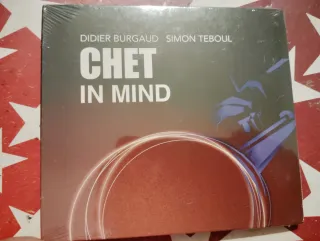 DIDIER BURGAUD SIMON TEBOUL
CHET
IN MIND